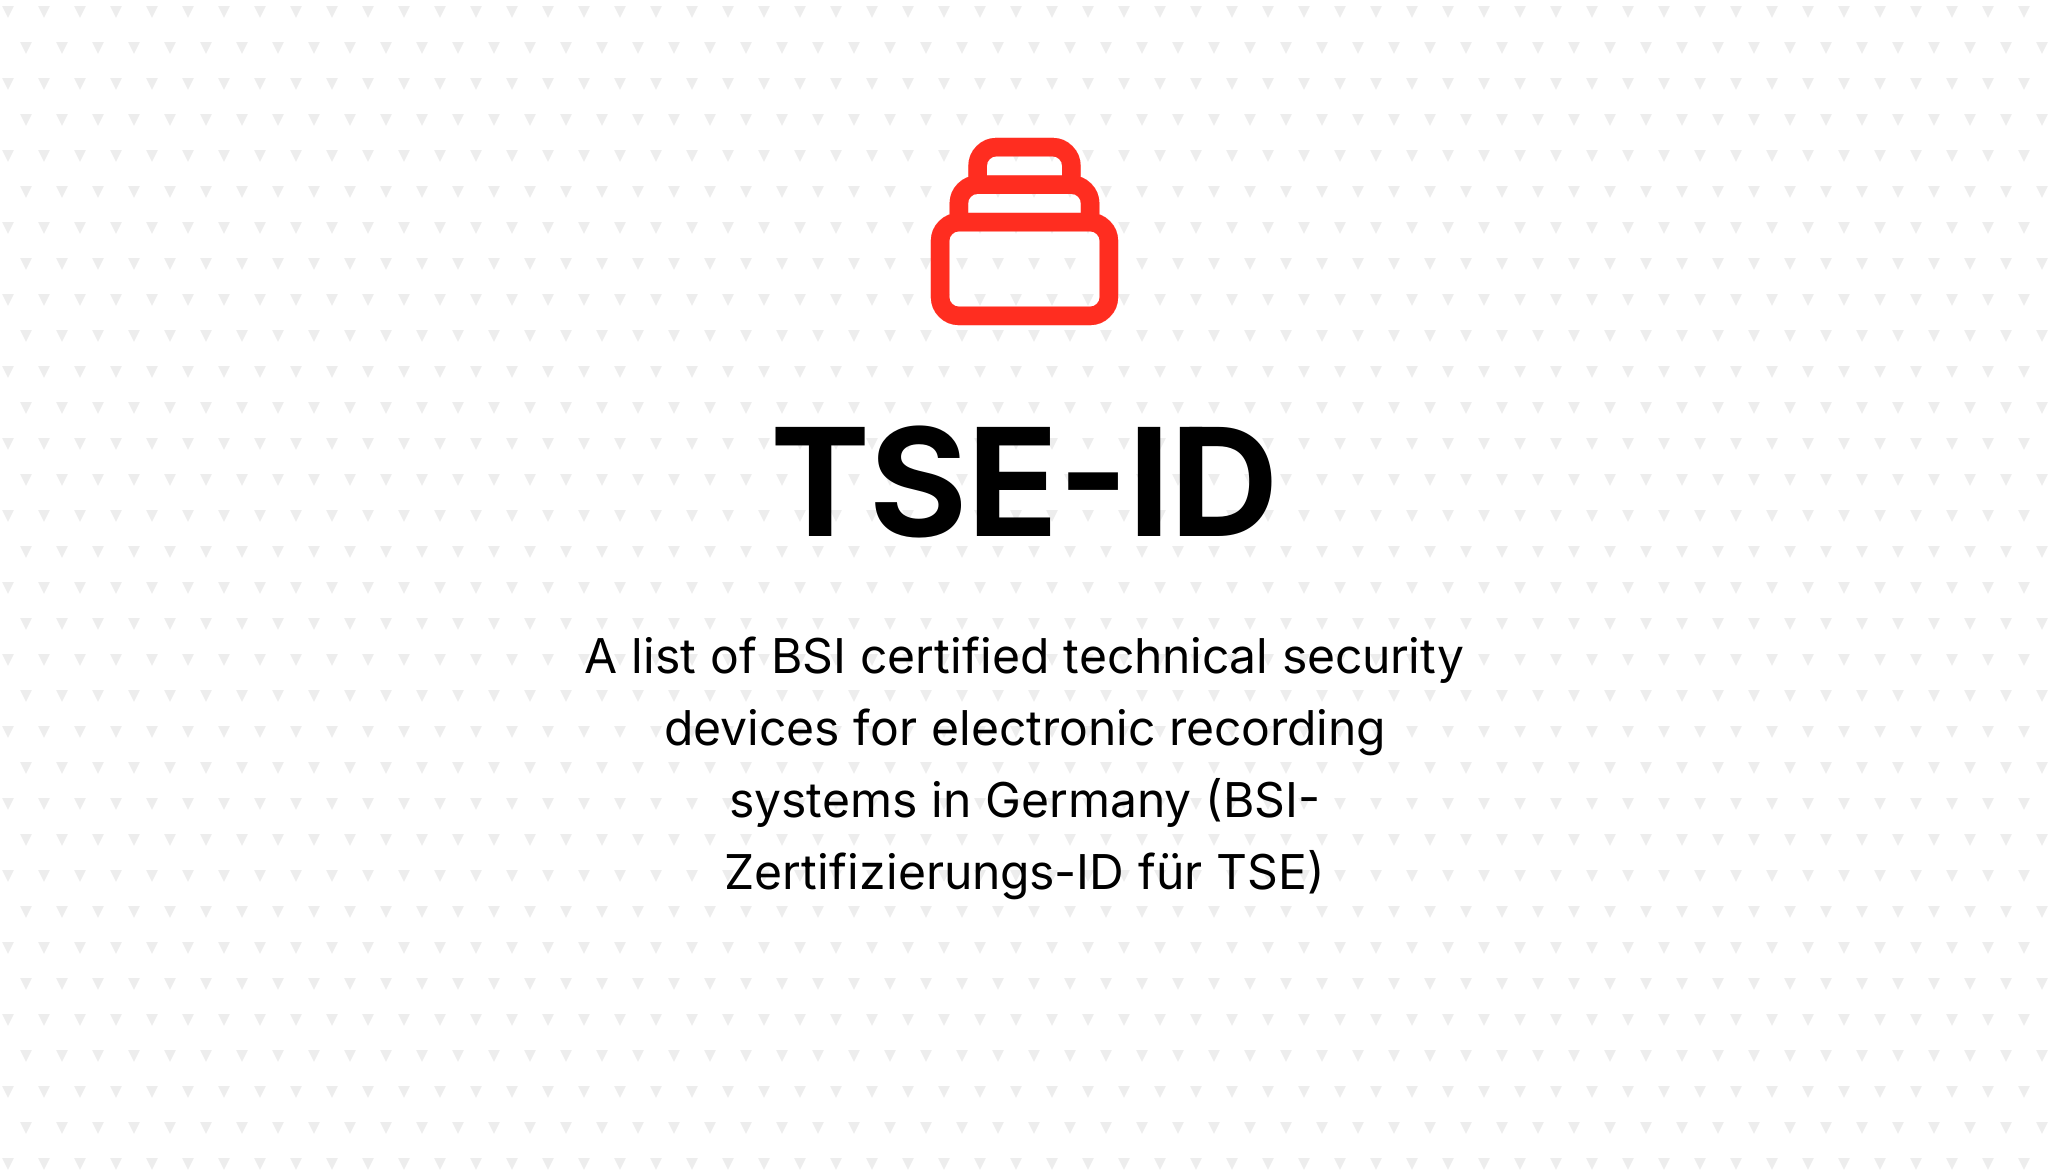 TSE-ID
A list of BSI certified technical security
devices for electronic recording
systems in Germany (BSI-
Zertifizierungs-ID für TSE)